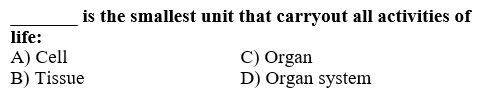 ________ is the smallest unit that carryout all activities of
life:
A) Cell C) Organ
B) Tissue D) Organ system